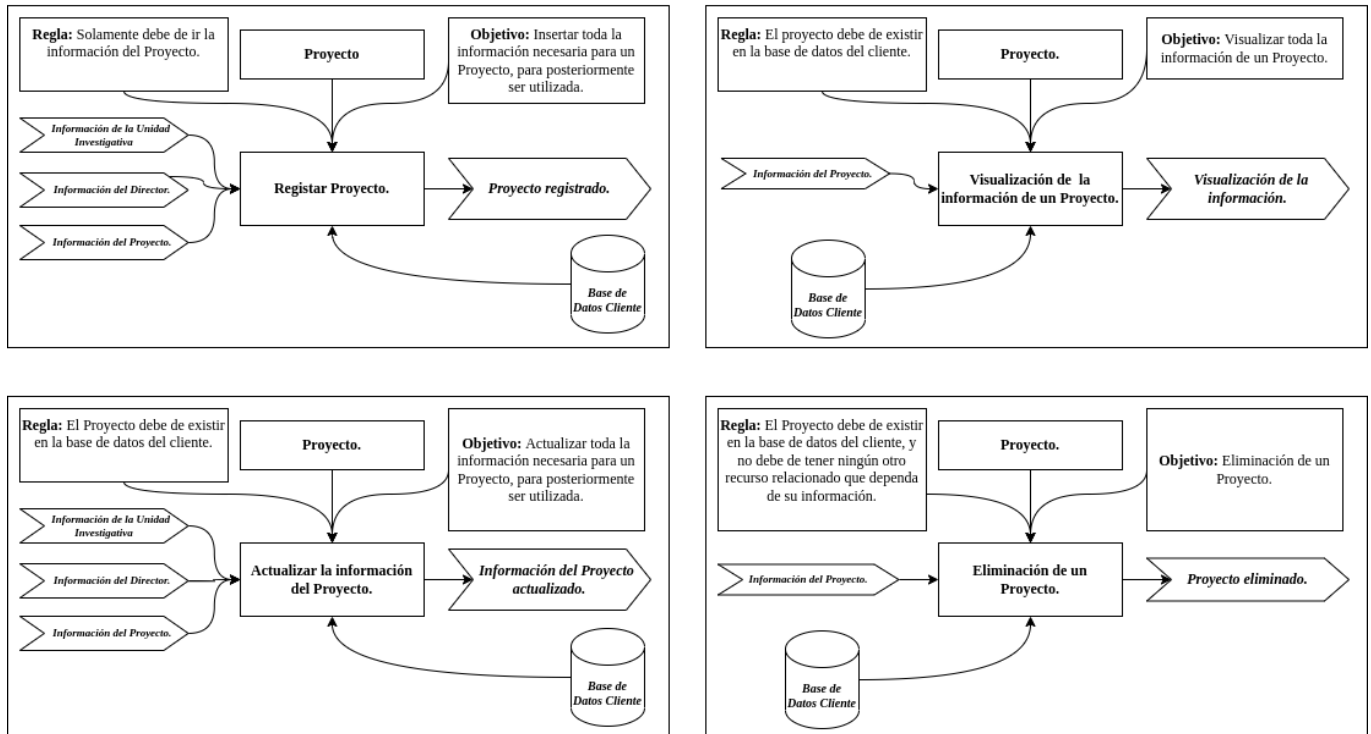 Regla: Solamente debe de ir la
información del Proyecto.
Proyecto
Objetivo: Insertar toda la
información necesaria para un
Proyecto, para posteriormente
ser utilizada.
Información de la Unidad
Investigativa
Información del Director.
Información del Proyecto.
Registar Proyecto.
Proyecto registrado.
Base de
Datos Cliente
Regla: El proyecto debe de existir
en la base de datos del cliente.
Proyecto.
Objetivo: Visualizar toda la
información de un Proyecto.
Información del Proyecto.
Visualización de la
información de un Proyecto.
Visualización de la
información.
Base de
Datos Cliente
Regla: El Proyecto debe de existir
en la base de datos del cliente.
Proyecto.
Objetivo: Actualizar toda la
información necesaria para un
Proyecto, para posteriormente
ser utilizada.
Información de la Unidad
Investigativa
Información del Director.
Información del Proyecto.
Actualizar la información
del Proyecto.
Información del Proyecto
actualizado.
Base de
Datos Cliente
Regla: El Proyecto debe de existir
en la base de datos del cliente, y
no debe de tener ningún otro
recurso relacionado que dependa
de su información.
Proyecto.
Objetivo: Eliminación de un
Proyecto.
Información del Proyecto.
Eliminación de un
Proyecto.
Proyecto eliminado.
Base de
Datos Cliente